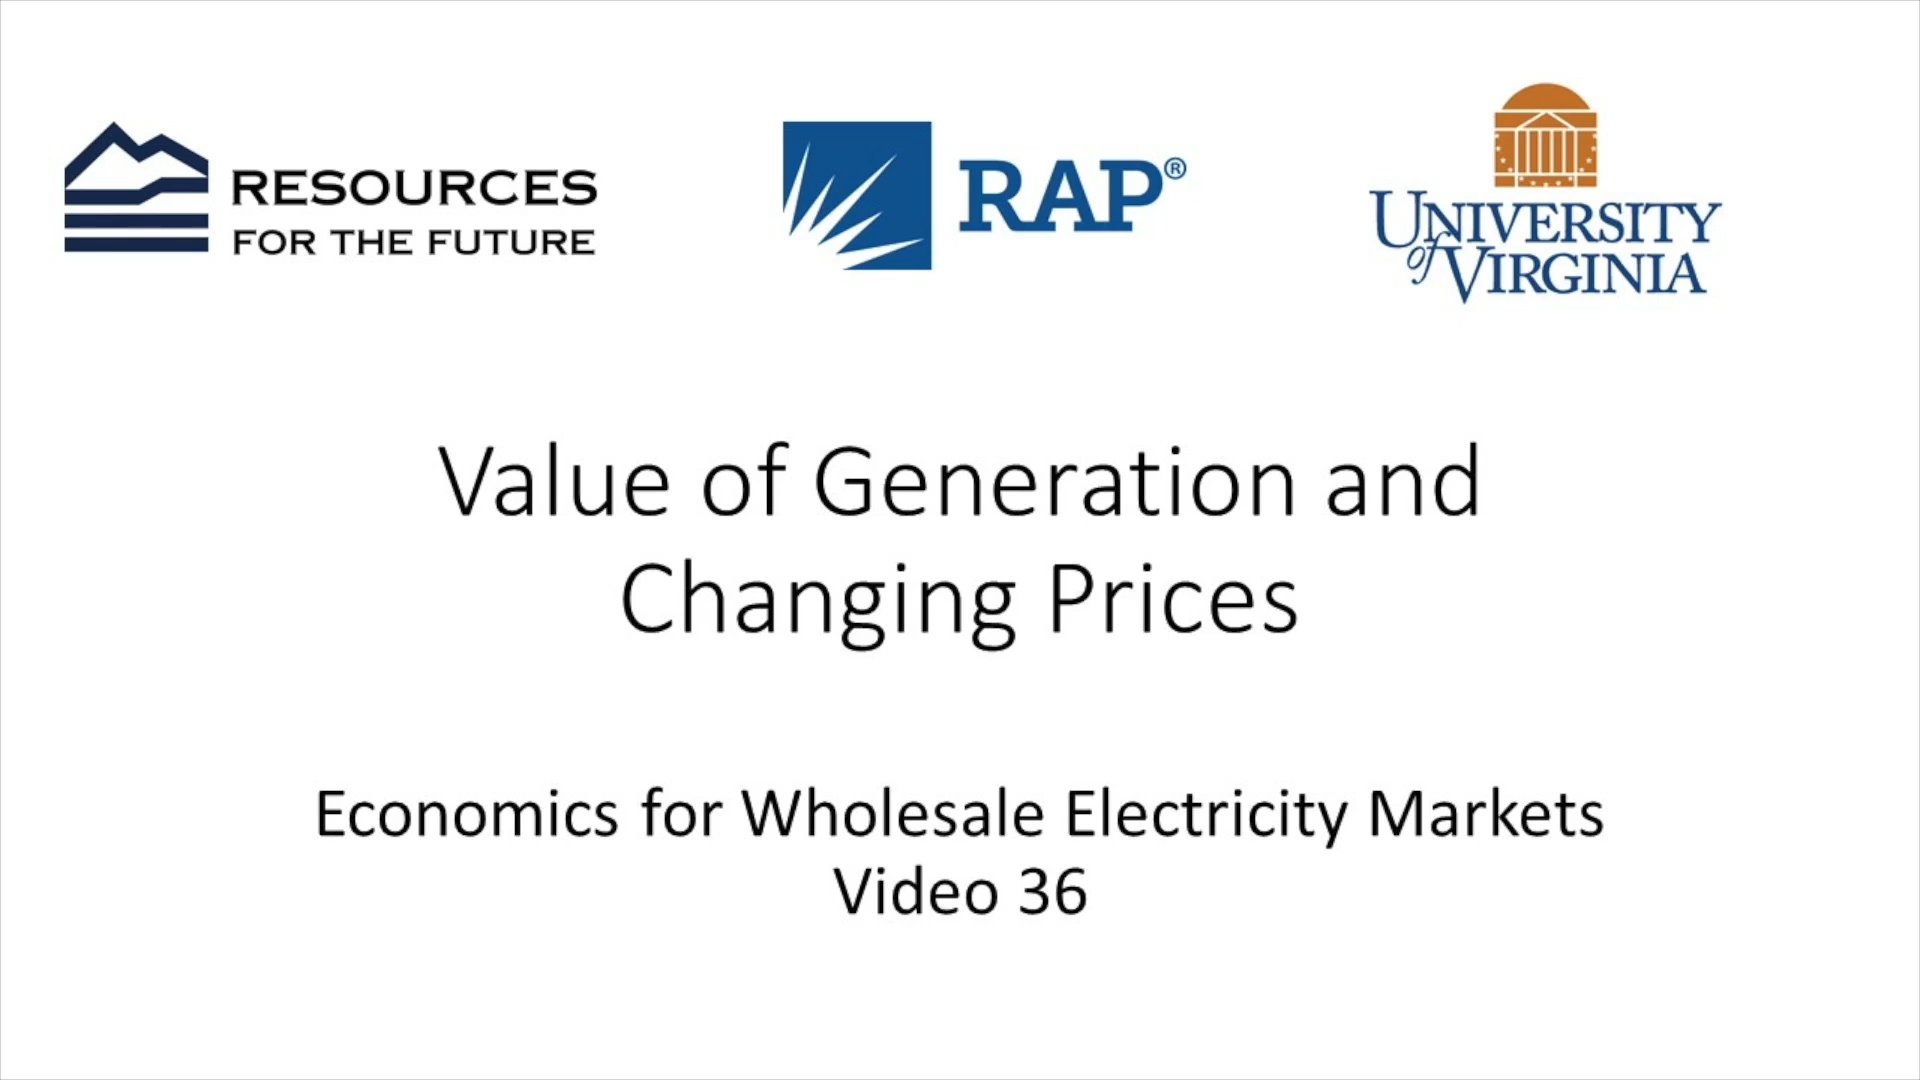 RESOURCES
FOR THE FUTURE
RAP®
UNIVERSITY
of VIRGINIA
Value of Generation and
Changing Prices
Economics for Wholesale Electricity Markets
Video 36